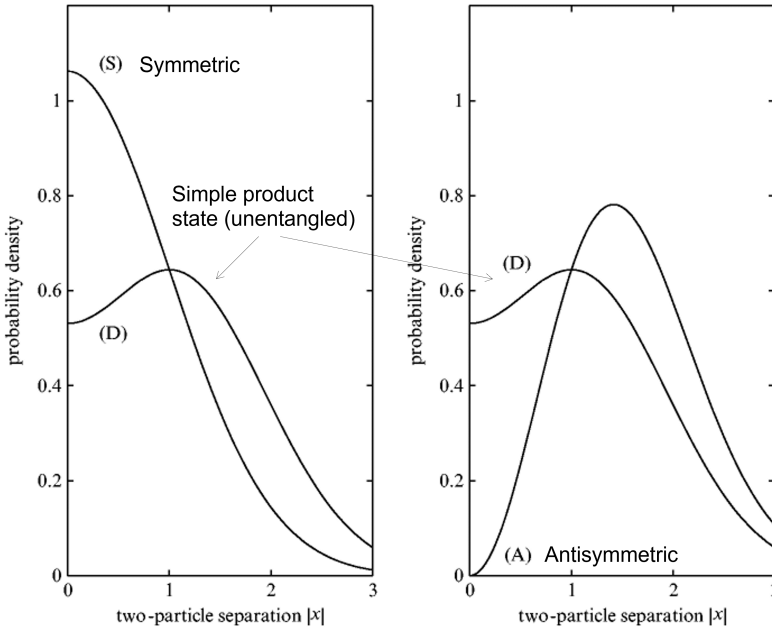 (S) Symmetric
1
0.8
0.6
0.4
0.2
0
probability density
Simple product
state (unentangled)
(D)
0 1 2 3
two-particle separation |x|
1
0.8
0.6
0.4
0.2
0
probability density
(D)
(A) Antisymmetric
0 1 2 3
two-particle separation |x|